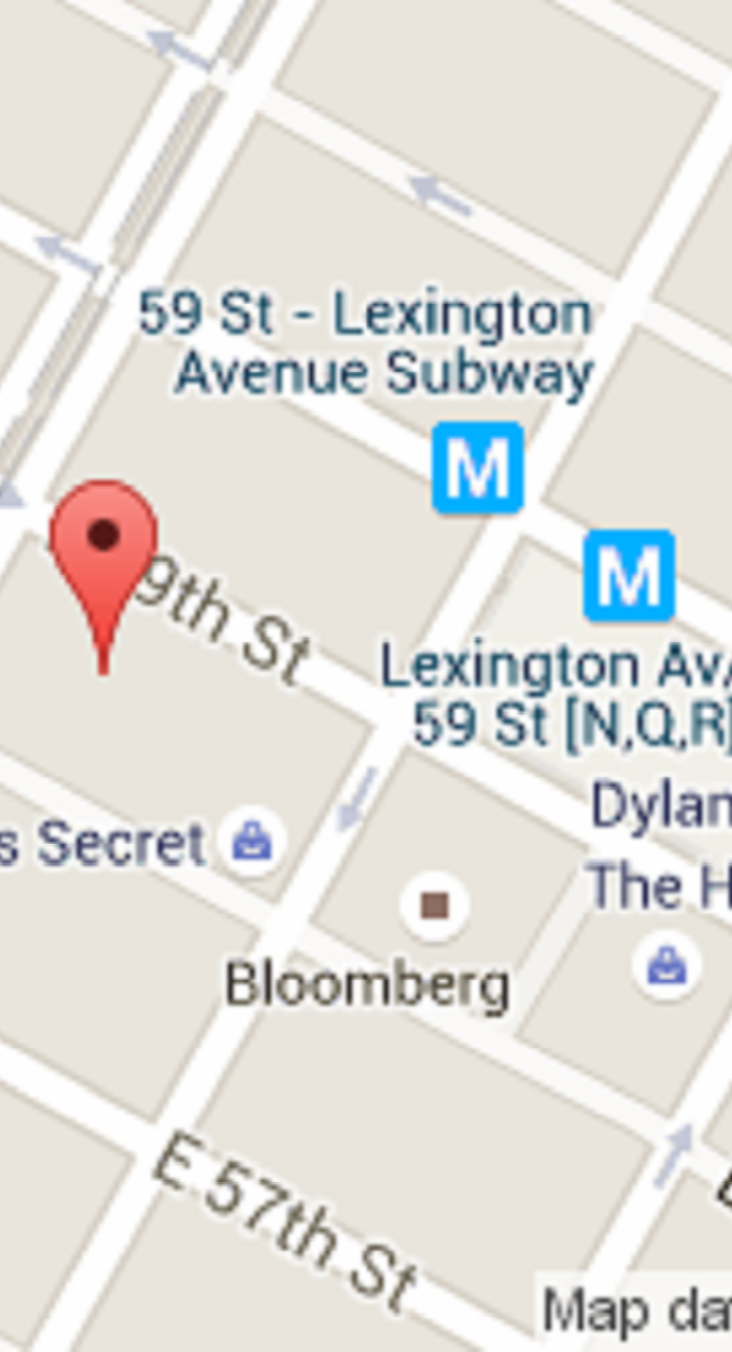 59 St - Lexington
Avenue Subway
M
M
9th St
Lexington Av/
59 St [N,Q,R]
Dylan
s Secret
The H
Bloomberg
E 57th St
Map da